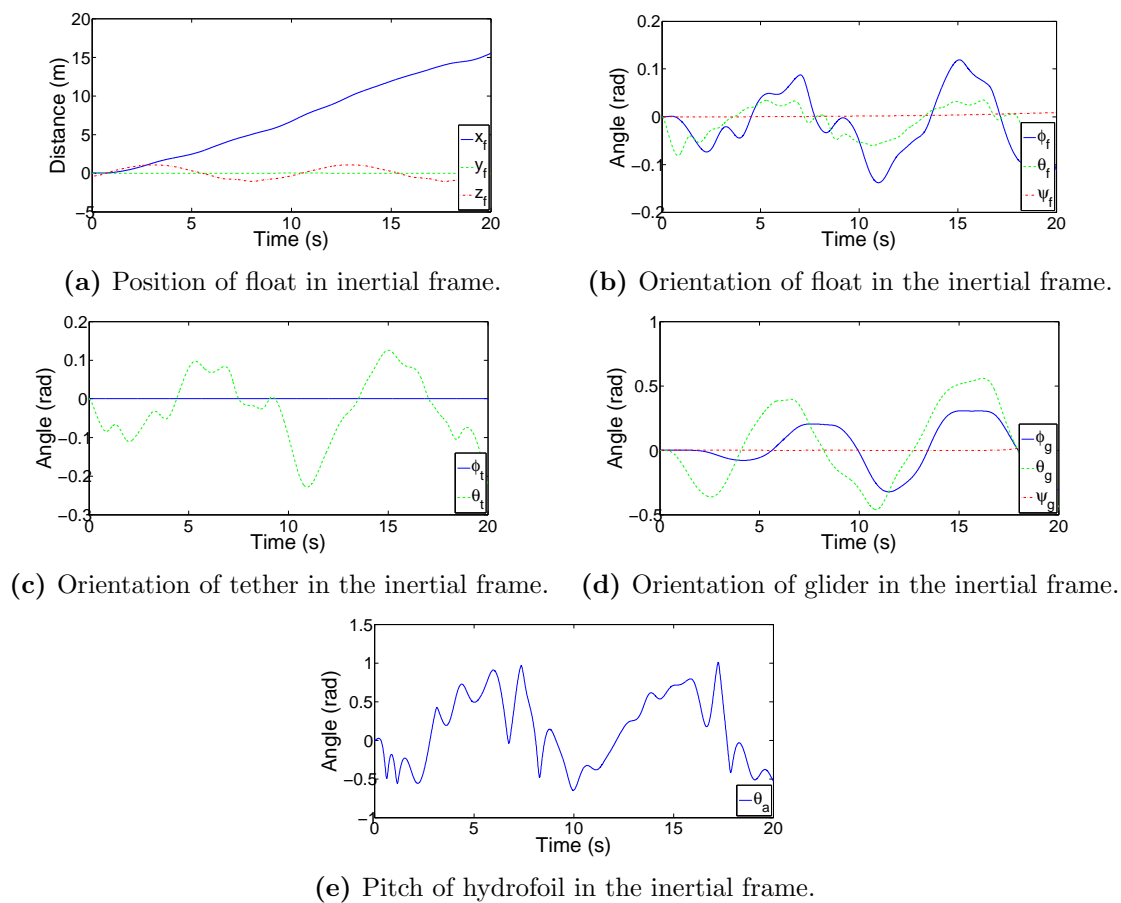 20
15
10
5
0
−5
0 5 10 15 20
Distance (m)
Time (s)
x_f
y_f
z_f
(a) Position of float in inertial frame.
0.2
0.1
0
−0.1
−0.2
0 5 10 15 20
Angle (rad)
Time (s)
ϕ_f
θ_f
ψ_f
(b) Orientation of float in the inertial frame.
0.2
0.1
0
−0.1
−0.2
−0.3
0 5 10 15 20
Angle (rad)
Time (s)
ϕ_t
θ_t
(c) Orientation of tether in the inertial frame.
1
0.5
0
−0.5
0 5 10 15 20
Angle (rad)
Time (s)
ϕ_g
θ_g
ψ_g
(d) Orientation of glider in the inertial frame.
1.5
1
0.5
0
−0.5
−1
0 5 10 15 20
Angle (rad)
Time (s)
θ_a
(e) Pitch of hydrofoil in the inertial frame.